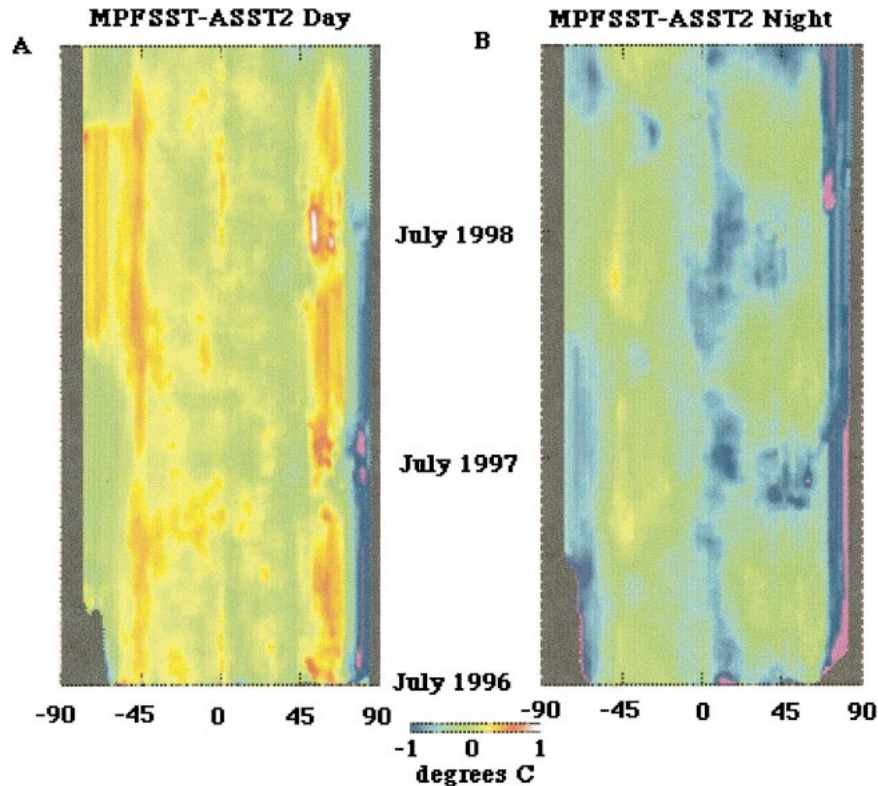 MPFSST-ASST2 Day
MPFSST-ASST2 Night
A
B
July 1998
July 1997
July 1996
-90 -45 0 45 90
-90 -45 0 45 90
-1 0 1
degrees C